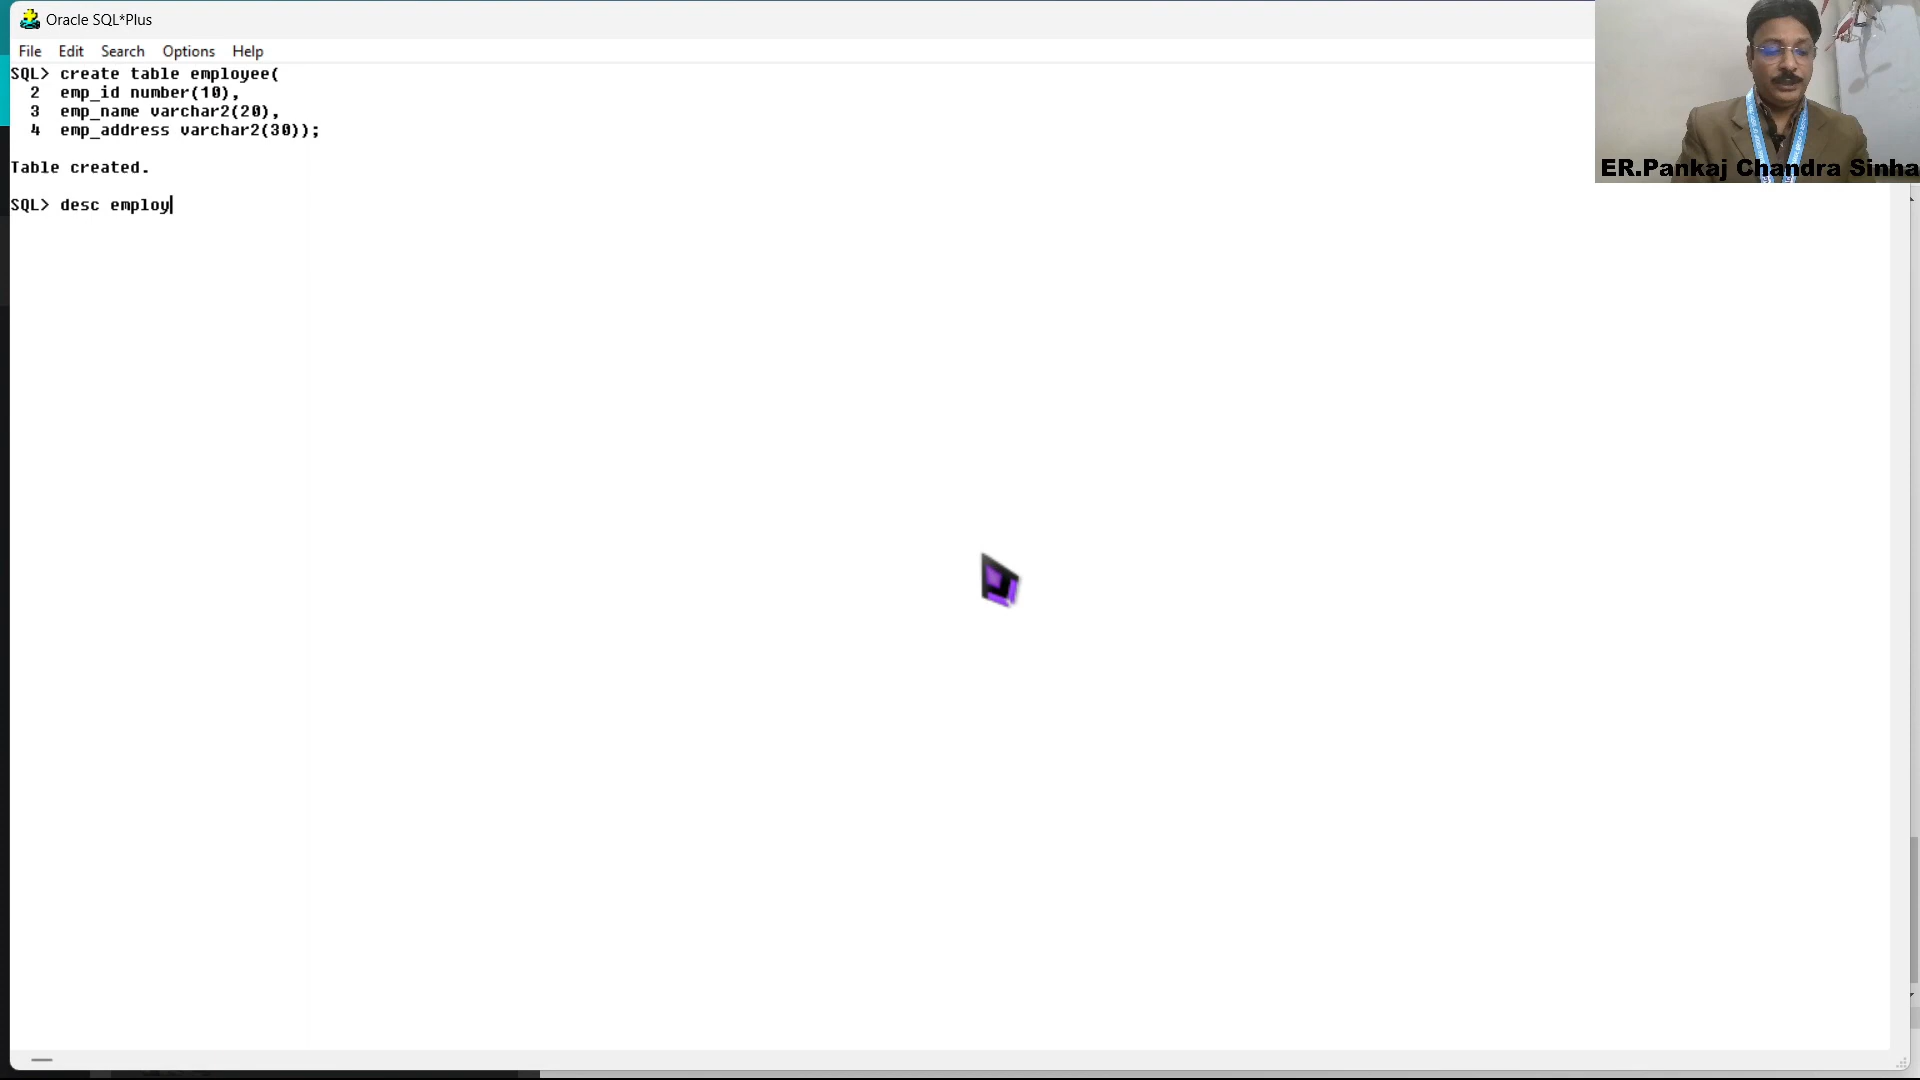 Oracle SQL*Plus
File Edit Search Options Help
SQL> create table employee(
2 emp_id number(10),
3 emp_name varchar2(20),
4 emp_address varchar2(30));
Table created.
SQL> desc employ
ER.Pankaj Chandra Sinha